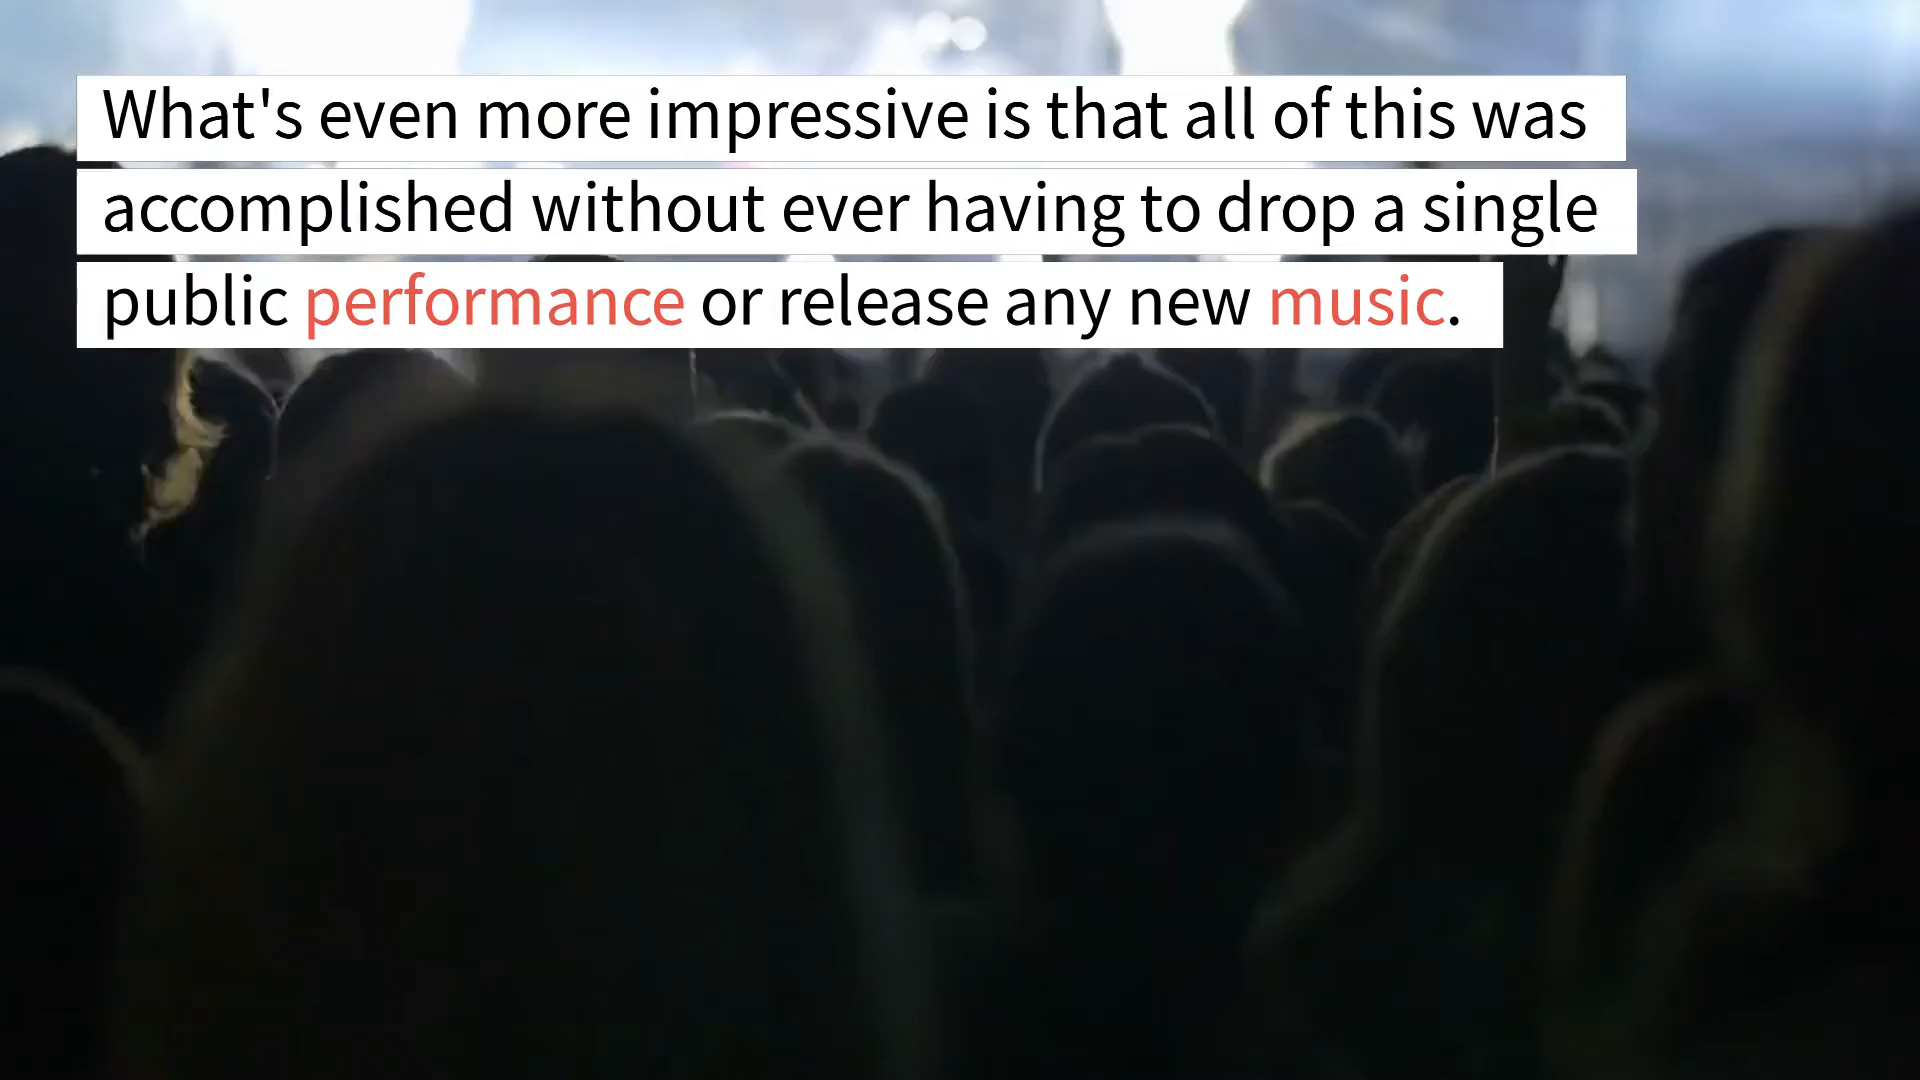 What's even more impressive is that all of this was
accomplished without ever having to drop a single
public performance or release any new music.